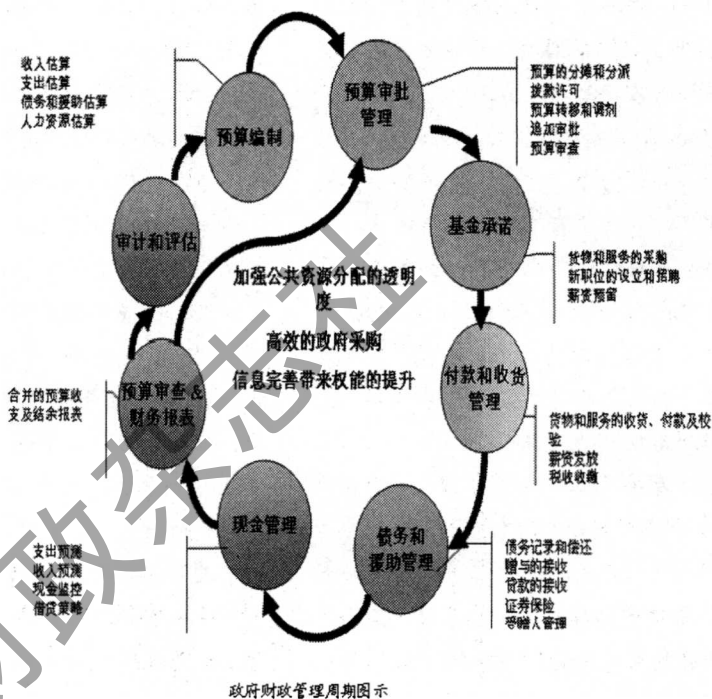 收入估算
支出估算
债务和援助估算
人力资源估算
预算编制
预算审批
管理
预算的分摊和分派
拨款许可
预算转移和调剂
追加审批
预算审查
基金承诺
货物和服务的采购
新职位的设立和招聘
薪资预留
审计和评估
加强公共资源分配的透明
度
高效的政府采购
信息完善带来权能的提升
付款和收货
管理
货物和服务的收货、付款及校
验
薪资发放
税收收缴
合并的预算收
支及结余报表
预算审查 &
财务报表
现金管理
支出预测
收入预测
现金监控
借贷策略
债务和
援助管理
债务记录和偿还
赠与的接收
贷款的接收
证券保险
受赠人管理
政府财政管理周期图示
财政杂志社